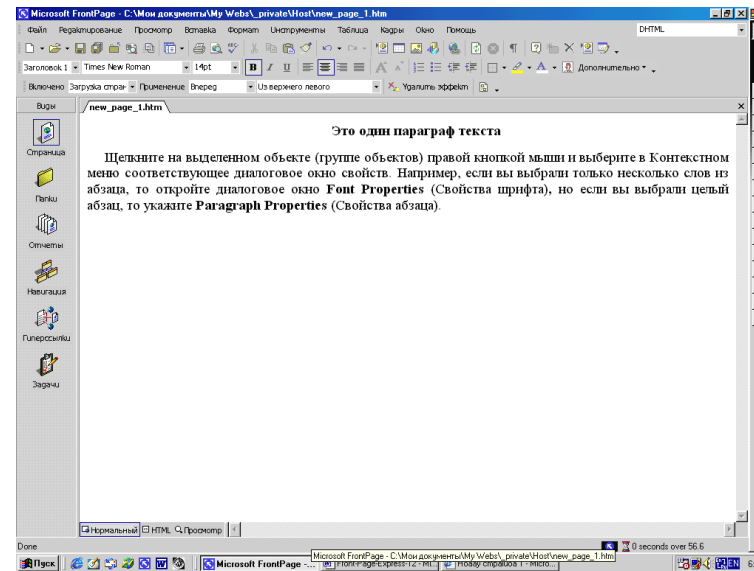 Microsoft FrontPage - C:\Мои документы\My Webs\_private\Host\new_page_1.htm
Файл Редактирование Просмотр Вставка Формат Инструменты Таблица Кадры Окно Помощь
DHTML
Заголовок 1 Times New Roman 14pt Дополнительно
Включено Загрузка стран Применение Вперед Из верхнего левого Удалить эффект
Виды
new_page_1.htm
Страница
Папки
Отчеты
Навигация
Гиперссылки
Задачи
Это один параграф текста
Щелкните на выделенном объекте (группе объектов) правой кнопкой мыши и выберите в Контекстном
меню соответствующее диалоговое окно свойств. Например, если вы выбрали только несколько слов из
абзаца, то откройте диалоговое окно Font Properties (Свойства шрифта), но если вы выбрали целый
абзац, то укажите Paragraph Properties (Свойства абзаца).
Нормальный HTML Просмотр
Done
0 seconds over 56.6
Microsoft FrontPage - C:\Мои документы\My Webs\_private\Host\new_page_1.htm
Пуск
Microsoft FrontPage -...
EN